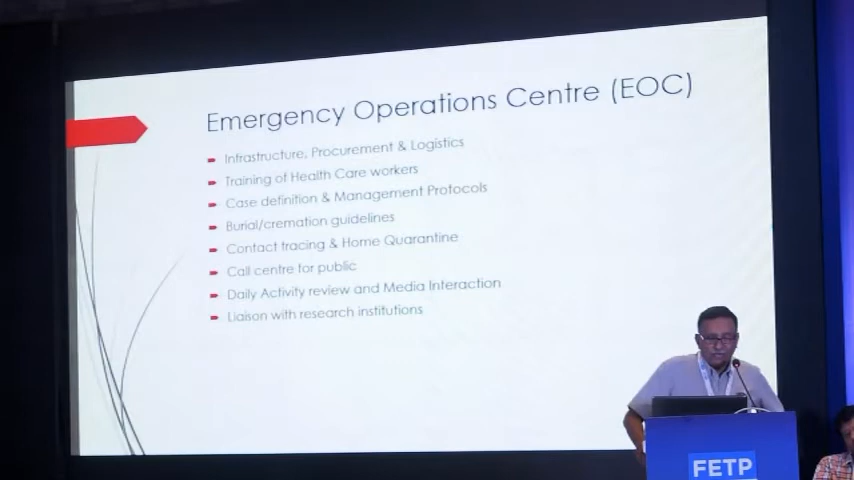 Emergency Operations Centre (EOC)
Infrastructure, Procurement & Logistics
Training of Health Care workers
Case definition & Management Protocols
Burial/cremation guidelines
Contact tracing & Home Quarantine
Call centre for public
Daily Activity review and Media Interaction
Liaison with research institutions
FETP